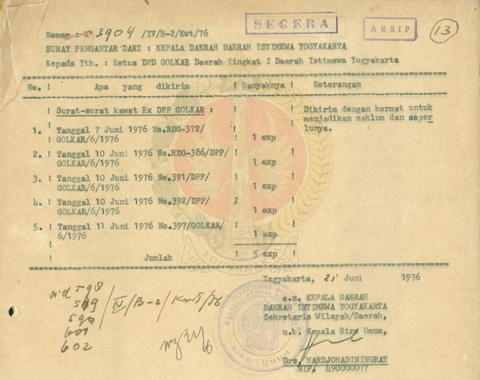 SEGERA
ARSIP
13
Nomor : 3904 /IV/B-2/Kwt/76
SURAT PENGANTAR DARI : KEPALA DAERAH DAERAH ISTIMEWA YOGYAKARTA
Kepada Yth. : Ketua DPD GOLKAR Daerah Tingkat I Daerah Istimewa Yogyakarta
No. ! Apa yang dikirim ! Banyaknya ! Keterangan
Surat-surat kawat Ex DPP GOLKAR : Dikirim dengan hormat untuk
menjadikan maklum dan seper
lunya.
1. Tanggal 7 Juni 1976 No.RDG-372/
GOLKAR/6/1976 1 exp
2. Tanggal 10 Juni 1976 No.RDG-386/DPP/
GOLKAR/6/1976 1 exp
3. Tanggal 10 Juni 1976 No.391/DPP/
GOLKAR/6/1976 1 exp
4. Tanggal 10 Juni 1976 No.392/DPP/
GOLKAR/6/1976 1 exp
5. Tanggal 11 Juni 1976 No.397/GOLKAR/
6/1976 1 exp
Jumlah 5 exp
Yogyakarta, 21 Juni 1976
a.n. KEPALA DAERAH
DAERAH ISTIMEWA YOGYAKARTA
Sekretaris Wilayah/Daerah,
u.b. Kepala Biro Umum,
Drs. HARDJOHADININGRAT
NIP. 490000077
598
599 /IV/B-2/Kwt/76
590
601
602